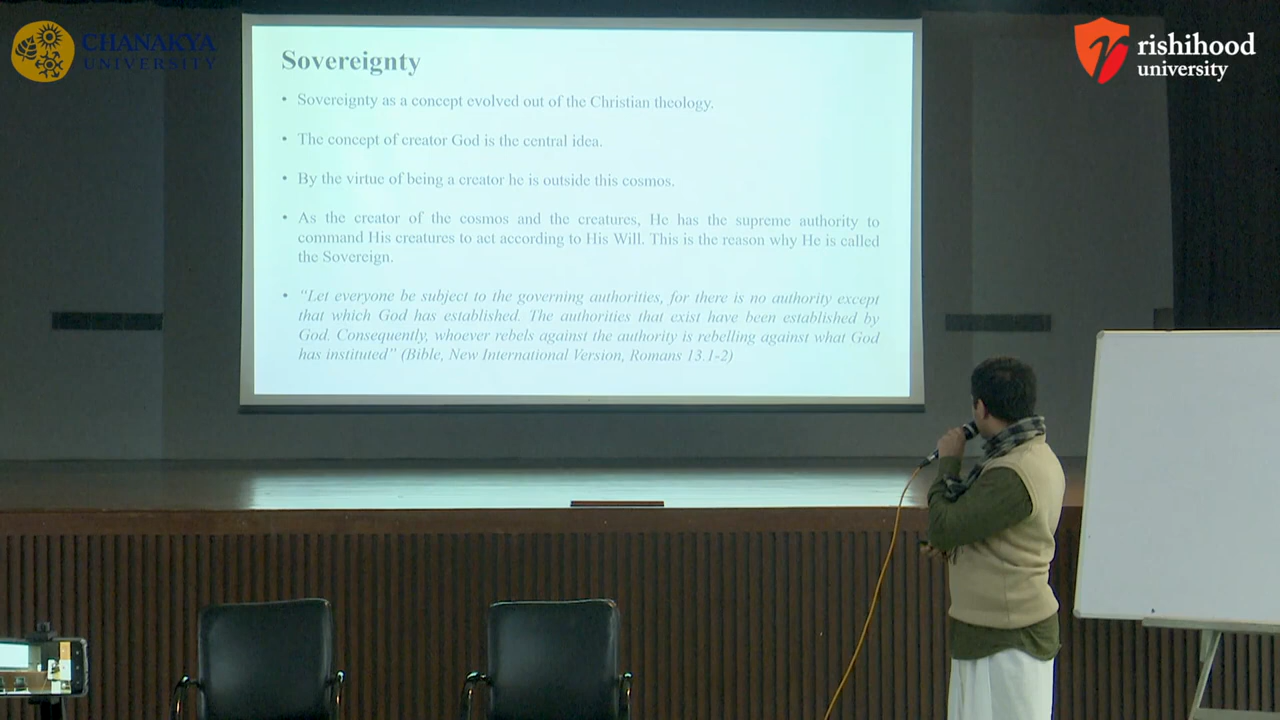 CHANAKYA
UNIVERSITY
rishihood
university
Sovereignty
• Sovereignty as a concept evolved out of the Christian theology.
• The concept of creator God is the central idea.
• By the virtue of being a creator he is outside this cosmos.
• As the creator of the cosmos and the creatures, He has the supreme authority to
command His creatures to act according to His Will. This is the reason why He is called
the Sovereign.
• “Let everyone be subject to the governing authorities, for there is no authority except
that which God has established. The authorities that exist have been established by
God. Consequently, whoever rebels against the authority is rebelling against what God
has instituted” (Bible, New International Version, Romans 13.1-2)